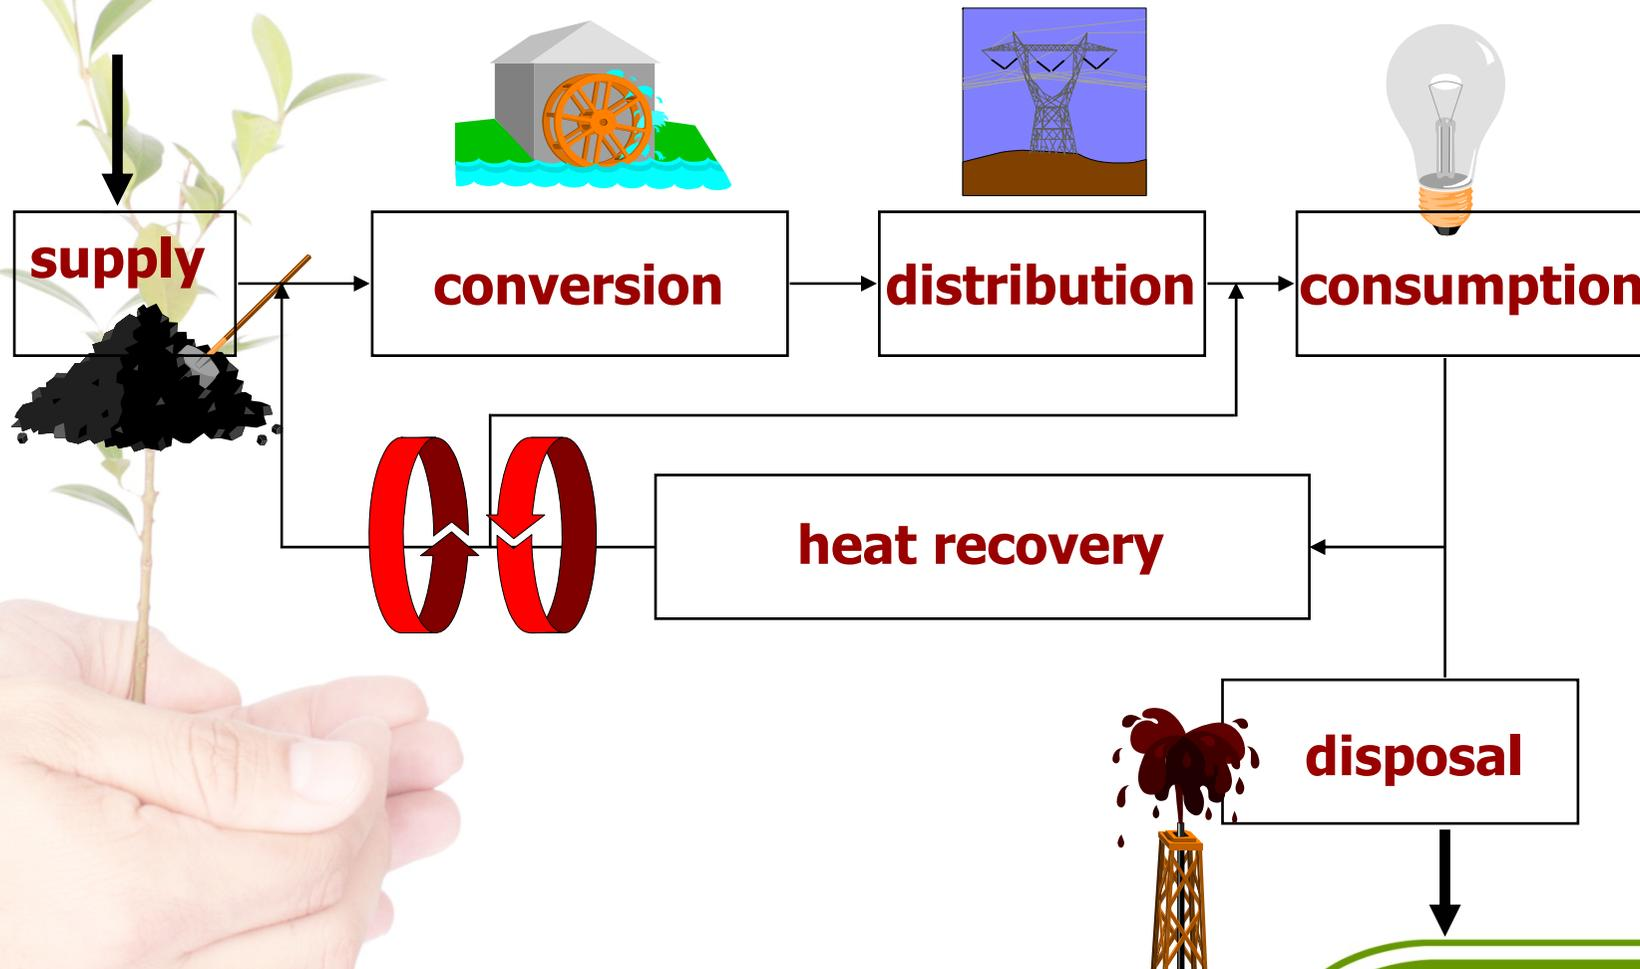 supply
conversion
distribution
consumption
heat recovery
disposal